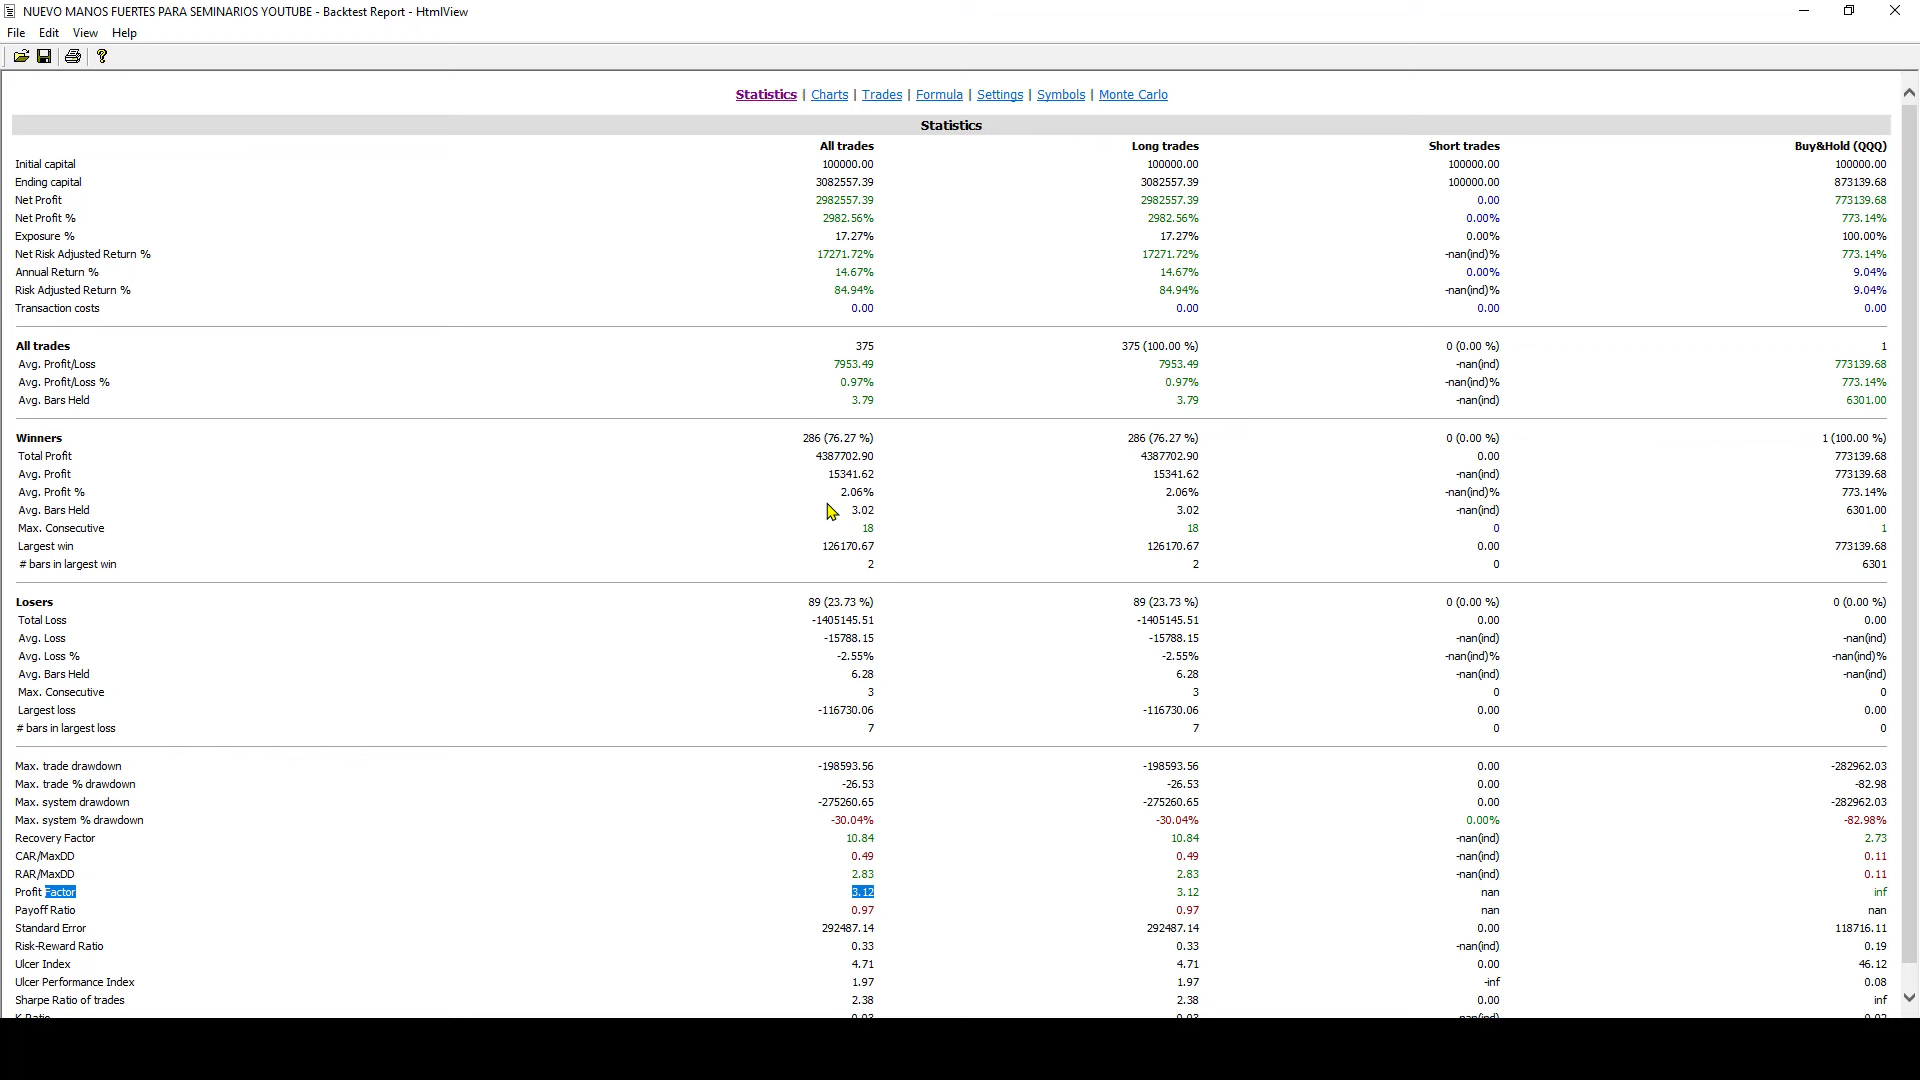 NUEVO MANOS FUERTES PARA SEMINARIOS YOUTUBE - Backtest Report - HtmlView
File Edit View Help
Statistics | Charts | Trades | Formula | Settings | Symbols | Monte Carlo
Statistics
All trades Long trades Short trades Buy&Hold (QQQ)
Initial capital 100000.00 100000.00 100000.00 100000.00
Ending capital 3082557.39 3082557.39 100000.00 873139.68
Net Profit 2982557.39 2982557.39 0.00 773139.68
Net Profit % 2982.56% 2982.56% 0.00% 773.14%
Exposure % 17.27% 17.27% 0.00% 100.00%
Net Risk Adjusted Return % 17271.72% 17271.72% -nan(ind)% 773.14%
Annual Return % 14.67% 14.67% 0.00% 9.04%
Risk Adjusted Return % 84.94% 84.94% -nan(ind)% 9.04%
Transaction costs 0.00 0.00 0.00 0.00
All trades 375 375 (100.00 %) 0 (0.00 %) 1
Avg. Profit/Loss 7953.49 7953.49 -nan(ind) 773139.68
Avg. Profit/Loss % 0.97% 0.97% -nan(ind)% 773.14%
Avg. Bars Held 3.79 3.79 -nan(ind) 6301.00
Winners 286 (76.27 %) 286 (76.27 %) 0 (0.00 %) 1 (100.00 %)
Total Profit 4387702.90 4387702.90 0.00 773139.68
Avg. Profit 15341.62 15341.62 -nan(ind) 773139.68
Avg. Profit % 2.06% 2.06% -nan(ind)% 773.14%
Avg. Bars Held 3.02 3.02 -nan(ind) 6301.00
Max. Consecutive 18 18 0 1
Largest win 126170.67 126170.67 0.00 773139.68
# bars in largest win 2 2 0 6301
Losers 89 (23.73 %) 89 (23.73 %) 0 (0.00 %) 0 (0.00 %)
Total Loss -1405145.51 -1405145.51 0.00 0.00
Avg. Loss -15788.15 -15788.15 -nan(ind) -nan(ind)
Avg. Loss % -2.55% -2.55% -nan(ind)% -nan(ind)%
Avg. Bars Held 6.28 6.28 -nan(ind) -nan(ind)
Max. Consecutive 3 3 0 0
Largest loss -116730.06 -116730.06 0.00 0.00
# bars in largest loss 7 7 0 0
Max. trade drawdown -198593.56 -198593.56 0.00 -282962.03
Max. trade % drawdown -26.53 -26.53 0.00 -82.98
Max. system drawdown -275260.65 -275260.65 0.00 -282962.03
Max. system % drawdown -30.04% -30.04% 0.00% -82.98%
Recovery Factor 10.84 10.84 -nan(ind) 2.73
CAR/MaxDD 0.49 0.49 -nan(ind) 0.11
RAR/MaxDD 2.83 2.83 -nan(ind) 0.11
Profit Factor 3.12 3.12 nan inf
Payoff Ratio 0.97 0.97 nan nan
Standard Error 292487.14 292487.14 0.00 118716.11
Risk-Reward Ratio 0.33 0.33 -nan(ind) 0.19
Ulcer Index 4.71 4.71 0.00 46.12
Ulcer Performance Index 1.97 1.97 -inf 0.08
Sharpe Ratio of trades 2.38 2.38 0.00 inf
K-Ratio 0.03 0.03 -nan(ind) 0.02